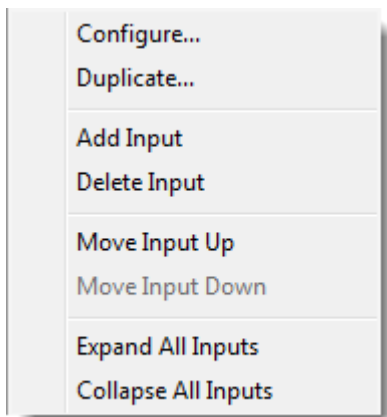 Configure...
Duplicate...
Add Input
Delete Input
Move Input Up
Move Input Down
Expand All Inputs
Collapse All Inputs